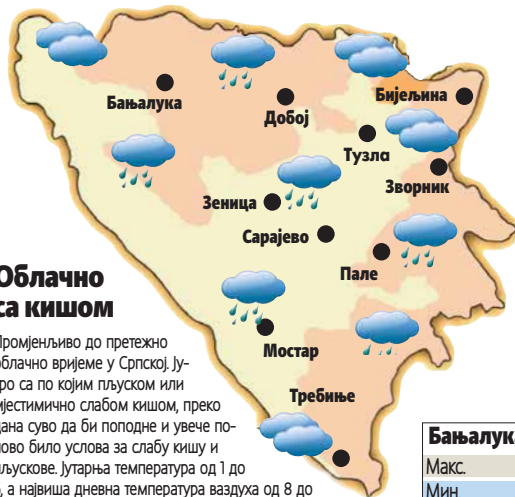 Бањалука
Добој
Бијељина
Тузла
Зворник
Зеница
Сарајево
Пале
Мостар
Требиње
Облачно
са кишом
Промјенљиво до претежно
облачно вријеме у Српској. Ју-
тро са по којим пљуском или
мјестимично слабом кишом, преко
дана суво да би поподне и увече по-
ново било услова за слабу кишу и
пљускове. Јутарња температура од 1 до
а највиша дневна температура ваздуха од 8 до
Бањалука
Макс.
Мин